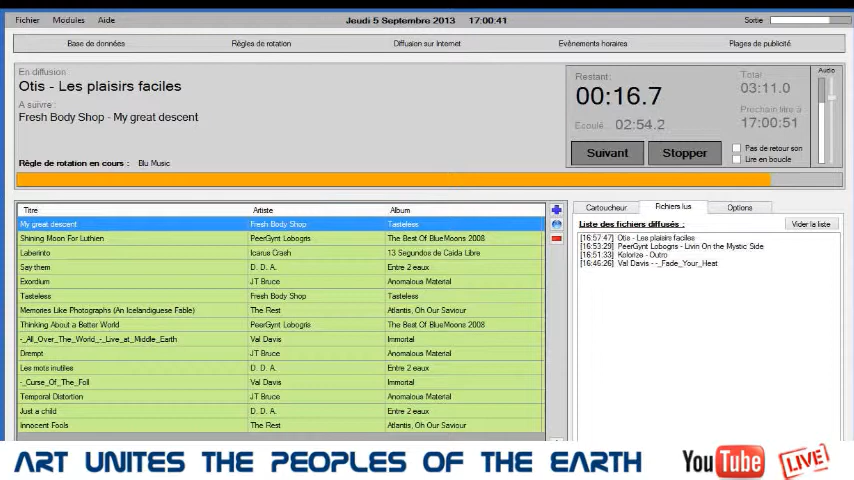 Fichier Modules Aide Jeudi 5 Septembre 2013 17:00:41 Sortie
Base de données Règles de rotation Diffusion sur Internet Evènements horaires Plages de publicité
En diffusion
Otis - Les plaisirs faciles
A suivre :
Fresh Body Shop - My great descent
Règle de rotation en cours : Blu Music
Restant :
00:16.7
Ecoulé : 02:54.2
Total
03:11.0
Prochain titre à
17:00:51
Audio
Suivant Stopper
Pas de retour son
Lire en boucle
Titre Artiste Album
My great descent Fresh Body Shop Tasteless
Shining Moon For Luthien PeerGynt Lobogris The Best Of BlueMoons 2008
Laberinto Icarus Crash 13 Segundos de Caida Libre
Say them D. D. A. Entre 2 eaux
Exordium JT Bruce Anomalous Material
Tasteless Fresh Body Shop Tasteless
Memories Like Photographs (An Icelandiguese Fable) The Rest Atlantis, Oh Our Saviour
Thinking About a Better World PeerGynt Lobogris The Best Of BlueMoons 2008
-_All_Over_The_World_-_Live_at_Middle_Earth Val Davis Immortal
Drempt JT Bruce Anomalous Material
Les mots inutiles D. D. A. Entre 2 eaux
-_Curse_Of_The_Foll Val Davis Immortal
Temporal Distortion JT Bruce Anomalous Material
Just a child D. D. A. Entre 2 eaux
Innocent Fools The Rest Atlantis, Oh Our Saviour
Cartoucheur Fichiers lus Options
Liste des fichiers diffusés : Vider la liste
[16:57:47] Otis - Les plaisirs faciles
[16:53:29] PeerGynt Lobogris - Livin On the Mystic Side
[16:51:33] Kolorize - Outro
[16:46:26] Val Davis - -_Fade_Your_Heat
ART UNITES THE PEOPLES OF THE EARTH
YouTube LIVE